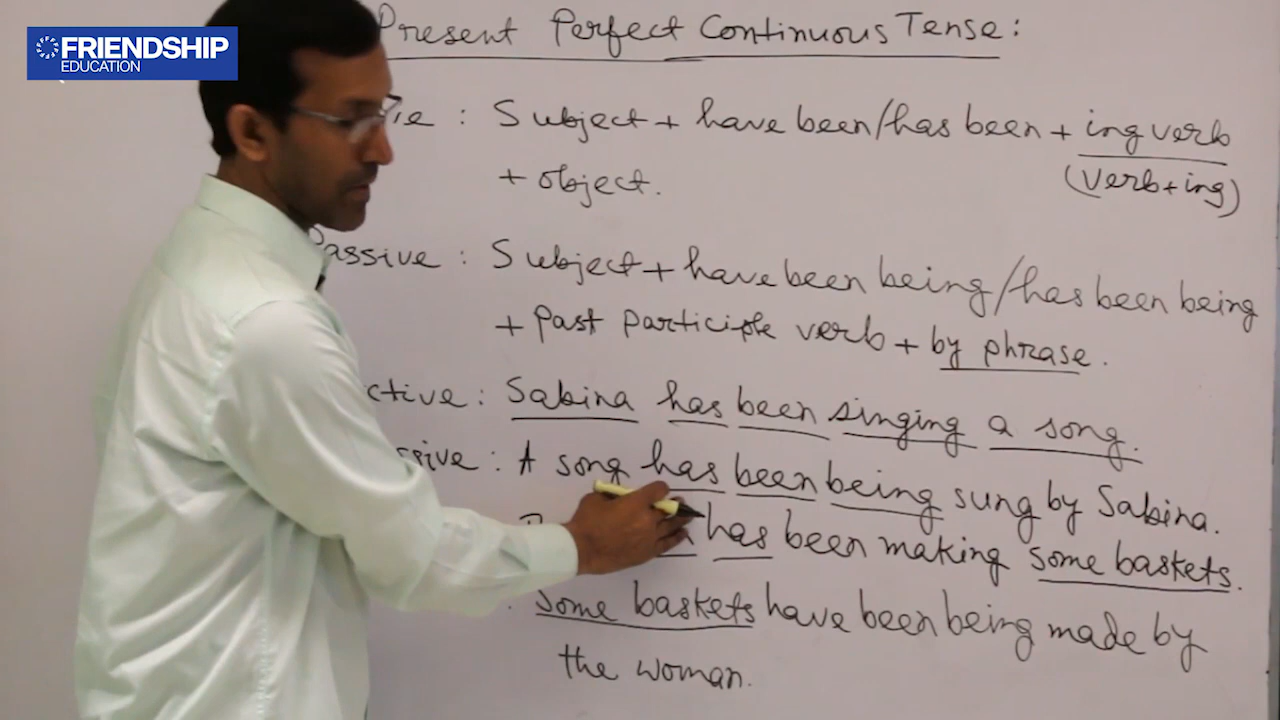 FRIENDSHIP
EDUCATION
Present Perfect Continuous Tense:
: Subject + have been/has been + ing verb
+ object. (verb+ing)
Passive : Subject + have been being/has been being
+ past participle verb + by phrase.
ctive : Sabina has been singing a song.
ssive : A song has been being sung by Sabina.
has been making some baskets.
Some baskets have been being made by
the woman.